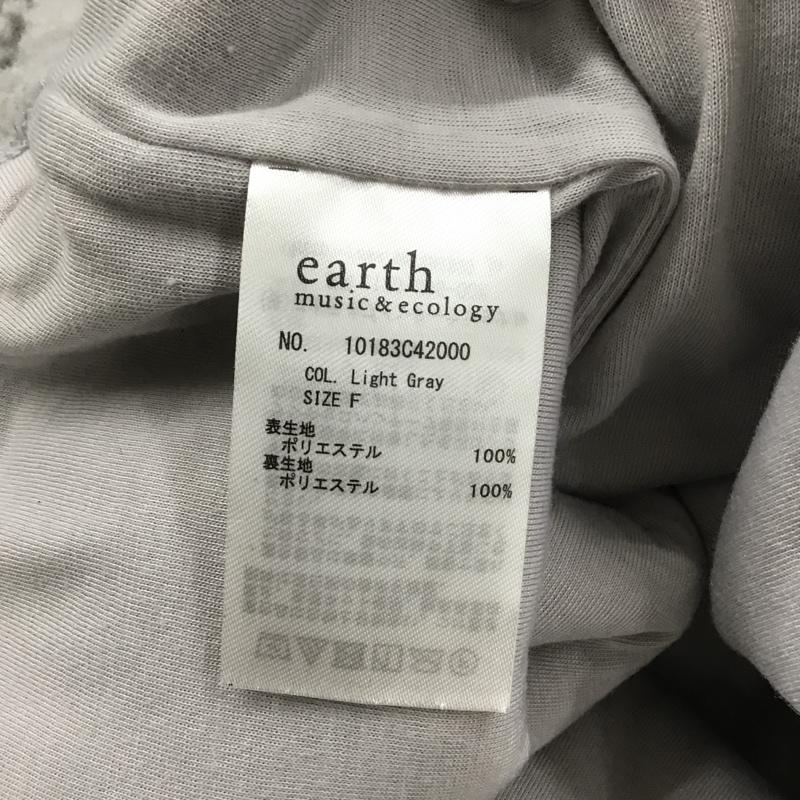 earth
music&ecology
NO. 10183C42000
COL. Light Gray
SIZE F
表生地
ポリエステル 100%
裏生地
ポリエステル 100%